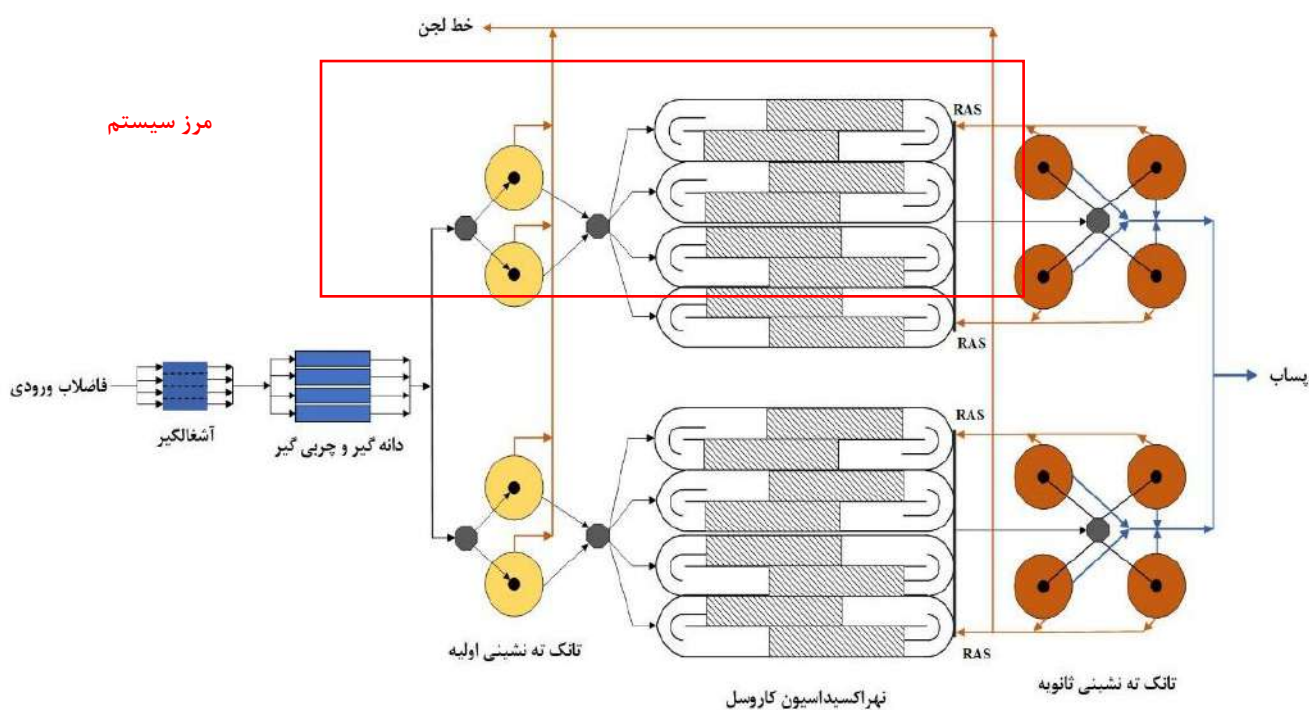 خط لجن
مرز سیستم
RAS
RAS
فاضلاب ورودی
آشغالگیر
دانه گیر و چربی گیر
پساب
RAS
RAS
تانک ته نشینی اولیه
نهراکسیداسیون کاروسل
تانک ته نشینی ثانویه